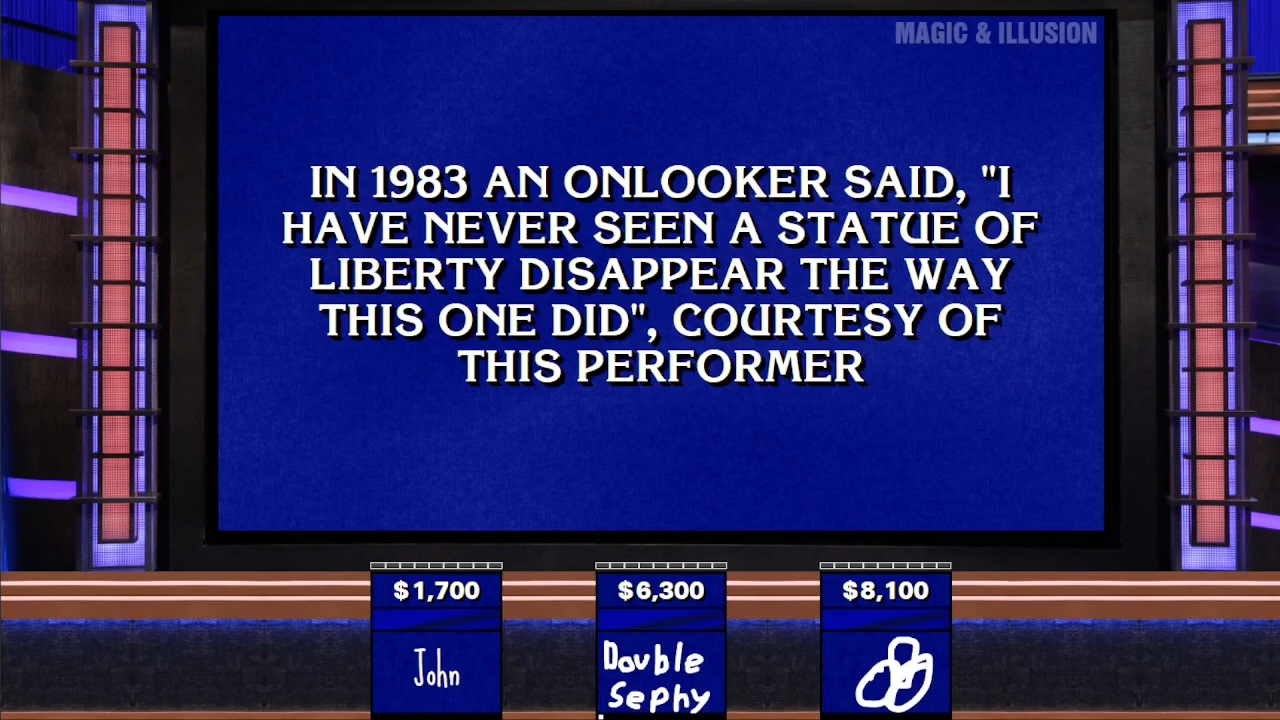 MAGIC & ILLUSION
IN 1983 AN ONLOOKER SAID, "I
HAVE NEVER SEEN A STATUE OF
LIBERTY DISAPPEAR THE WAY
THIS ONE DID", COURTESY OF
THIS PERFORMER
$1,700
$6,300
$8,100
John
Double
Sephy